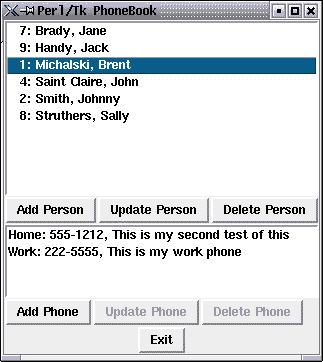 Perl/Tk PhoneBook
7: Brady, Jane
9: Handy, Jack
1: Michalski, Brent
4: Saint Claire, John
2: Smith, Johnny
8: Struthers, Sally
Add Person Update Person Delete Person
Home: 555-1212, This is my second test of this
Work: 222-5555, This is my work phone
Add Phone Update Phone Delete Phone
Exit